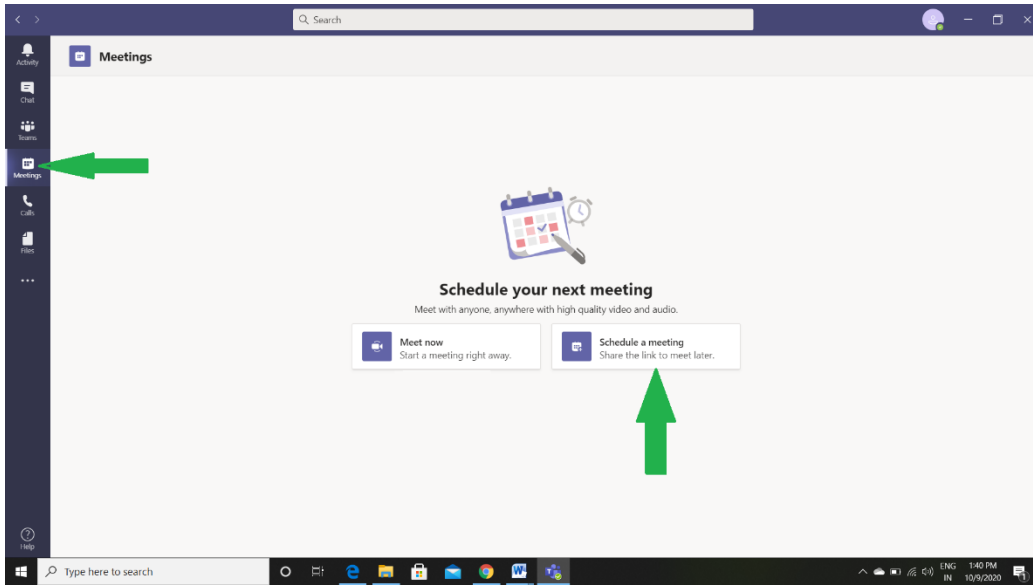 Search
Activity
Meetings
Chat
Teams
Meetings
Calls
Files
Schedule your next meeting
Meet with anyone, anywhere with high quality video and audio.
Meet now
Start a meeting right away.
Schedule a meeting
Share the link to meet later.
Help
Type here to search
ENG
IN
1:40 PM
10/9/2020